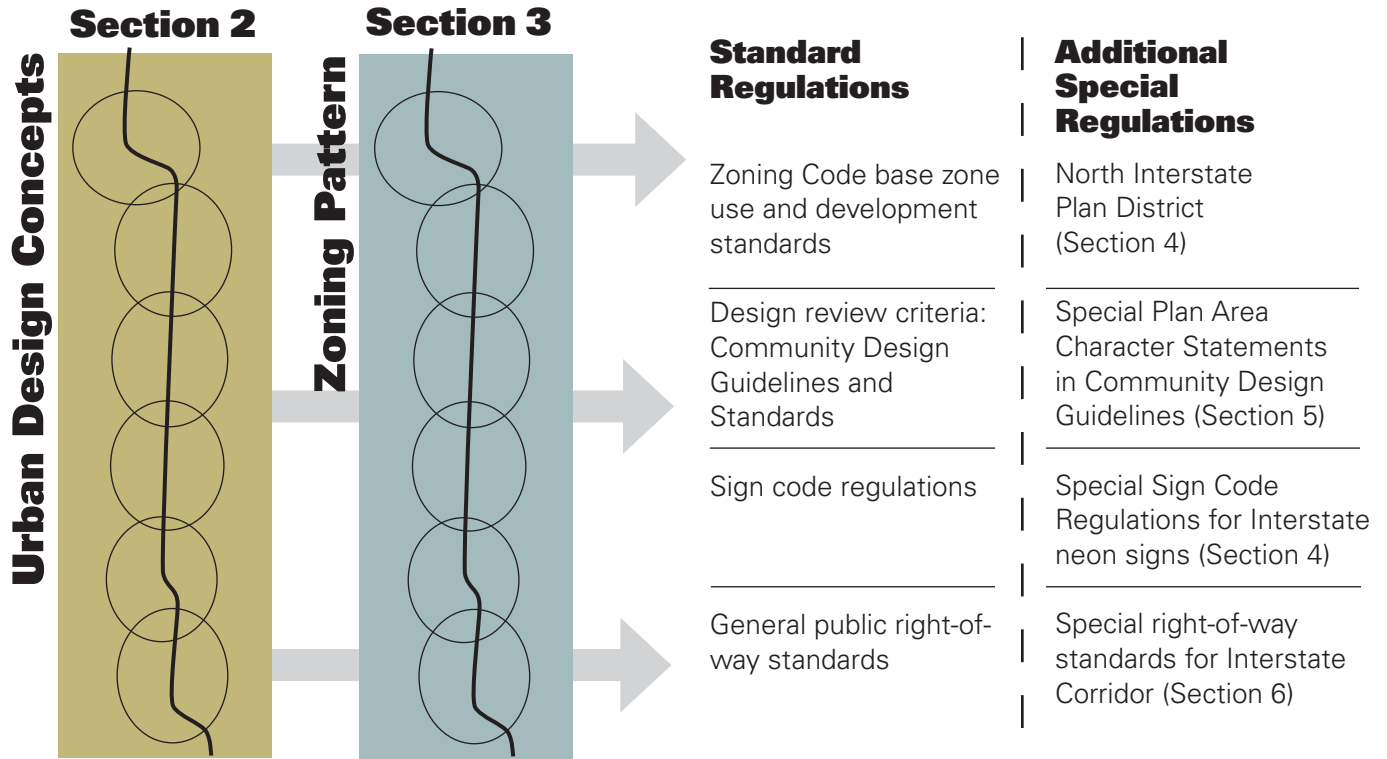 Section 2
Urban Design Concepts
Section 3
Zoning Pattern
Standard
Regulations
Zoning Code base zone
use and development
standards
Design review criteria:
Community Design
Guidelines and
Standards
Sign code regulations
General public right-of-
way standards
Additional
Special
Regulations
North Interstate
Plan District
(Section 4)
Special Plan Area
Character Statements
in Community Design
Guidelines (Section 5)
Special Sign Code
Regulations for Interstate
neon signs (Section 4)
Special right-of-way
standards for Interstate
Corridor (Section 6)